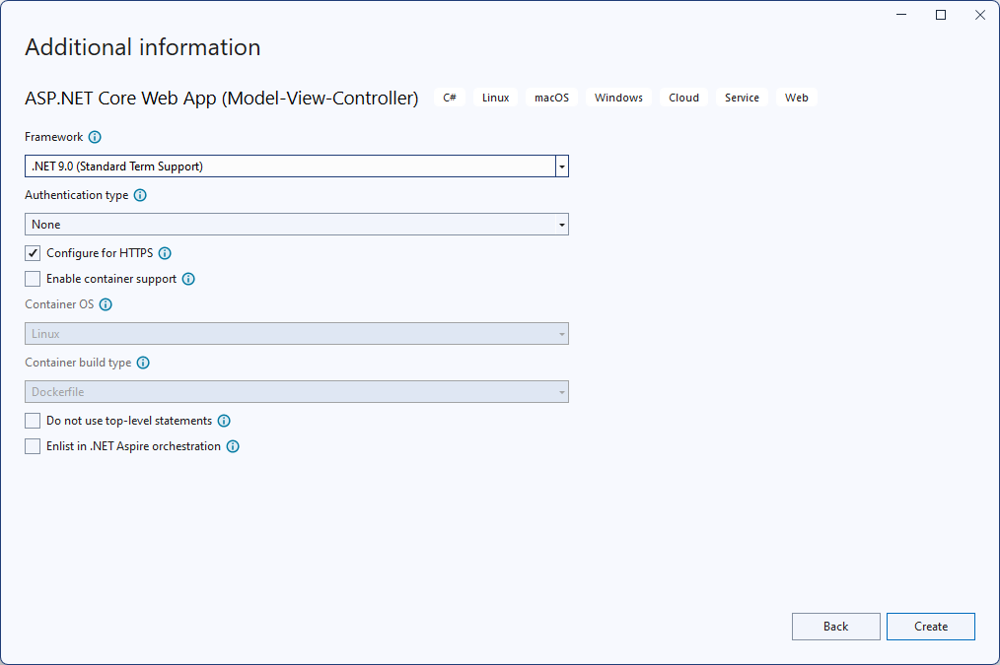 Additional information
ASP.NET Core Web App (Model-View-Controller) C# Linux macOS Windows Cloud Service Web
Framework
.NET 9.0 (Standard Term Support)
Authentication type
None
Configure for HTTPS
Enable container support
Container OS
Linux
Container build type
Dockerfile
Do not use top-level statements
Enlist in .NET Aspire orchestration
Back Create